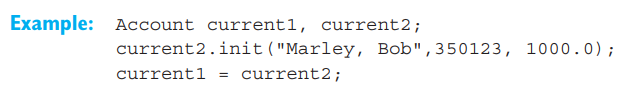 Example: Account current1, current2;
current2.init("Marley, Bob",350123, 1000.0);
current1 = current2;